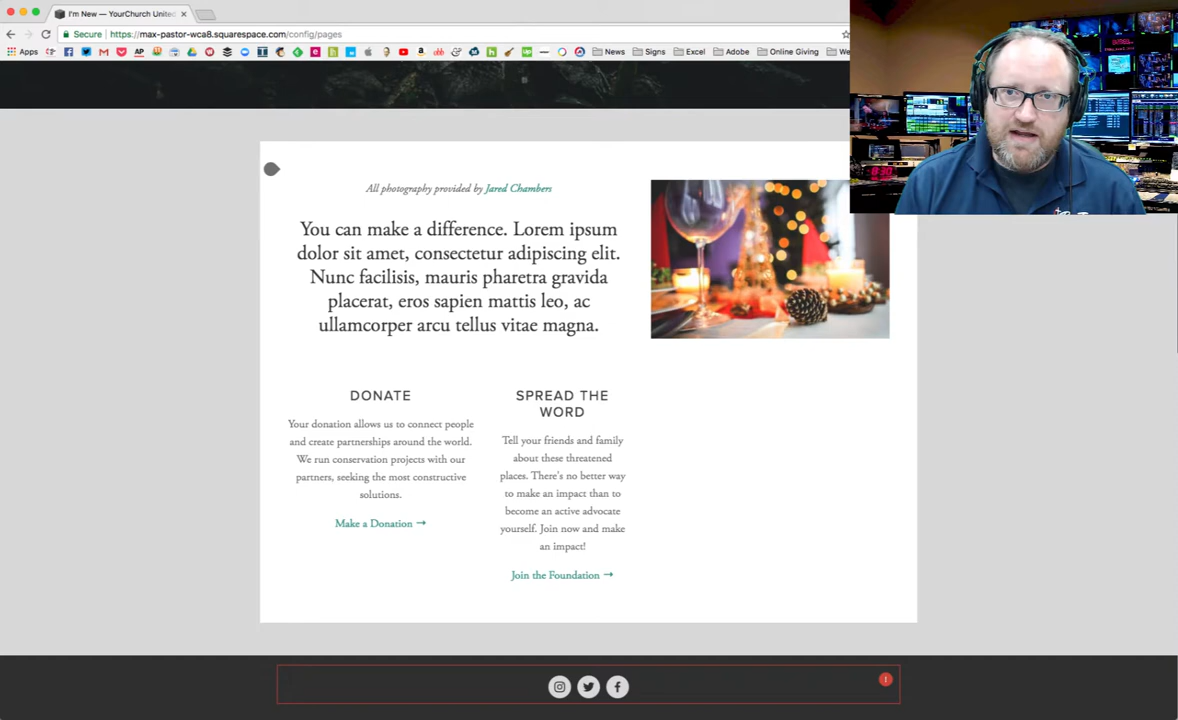 I'm New — YourChurch United
Secure
https://max-pastor-wca8.squarespace.com/config/pages
Apps
AP
News
Signs
Excel
Adobe
Online Giving
We
All photography provided by Jared Chambers
You can make a difference. Lorem ipsum
dolor sit amet, consectetur adipiscing elit.
Nunc facilisis, mauris pharetra gravida
placerat, eros sapien mattis leo, ac
ullamcorper arcu tellus vitae magna.
DONATE
Your donation allows us to connect people
and create partnerships around the world.
We run conservation projects with our
partners, seeking the most constructive
solutions.
Make a Donation →
SPREAD THE
WORD
Tell your friends and family
about these threatened
places. There's no better way
to make an impact than to
become an active advocate
yourself. Join now and make
an impact!
Join the Foundation →